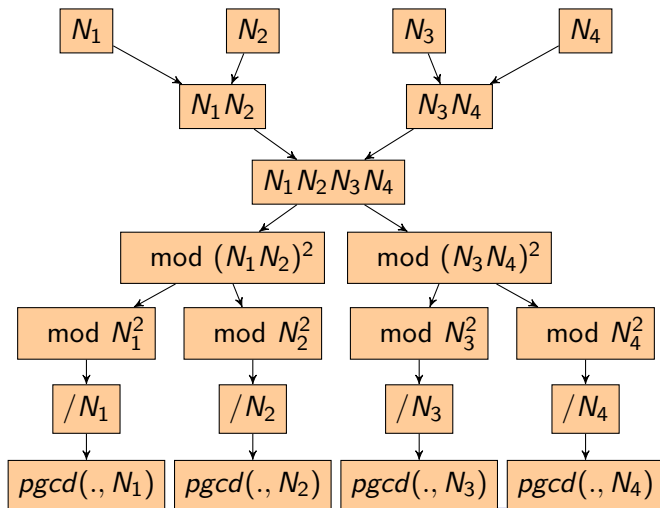 N₁ N₂ N₃ N₄
N₁N₂ N₃N₄
N₁N₂N₃N₄
mod (N₁N₂)² mod (N₃N₄)²
mod N₁² mod N₂² mod N₃² mod N₄²
/N₁ /N₂ /N₃ /N₄
pgcd(., N₁) pgcd(., N₂) pgcd(., N₃) pgcd(., N₄)